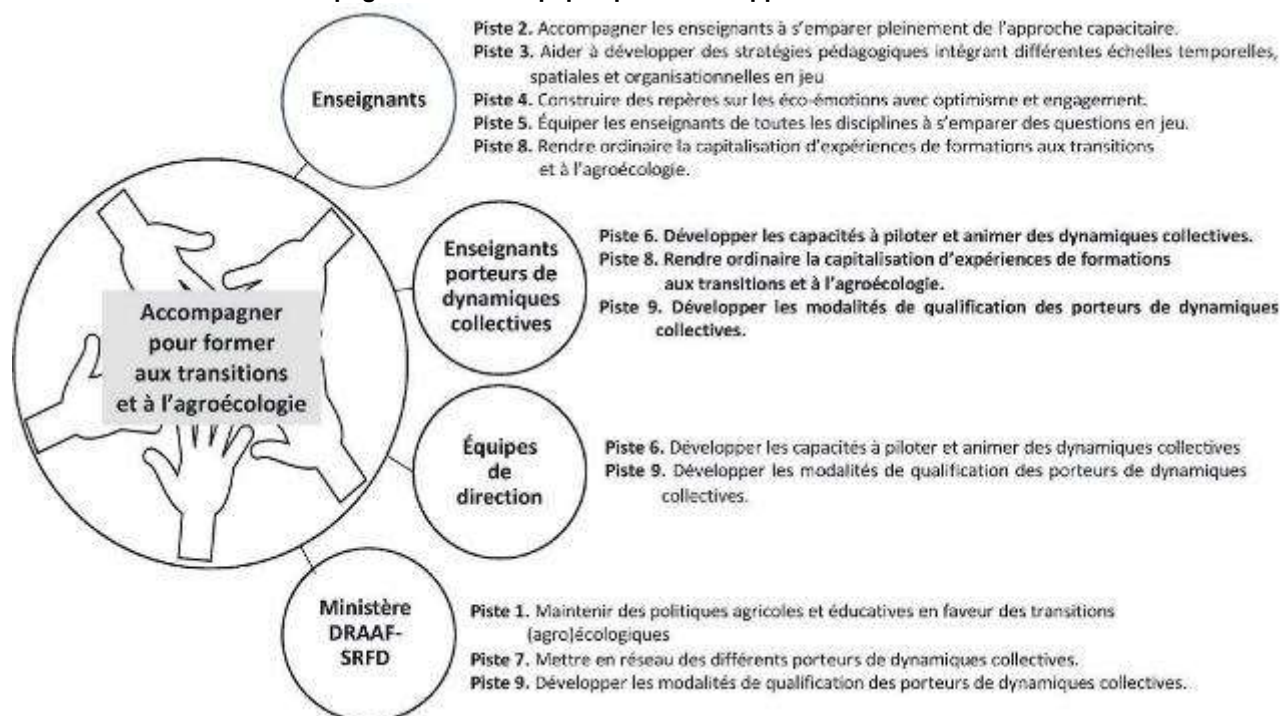 Piste 2. Accompagner les enseignants à s'emparer pleinement de l'approche capacitaire.
Piste 3. Aider à développer des stratégies pédagogiques intégrant différentes échelles temporelles,
spatiales et organisationnelles en jeu
Piste 4. Construire des repères sur les éco-émotions avec optimisme et engagement.
Piste 5. Équiper les enseignants de toutes les disciplines à s'emparer des questions en jeu.
Piste 8. Rendre ordinaire la capitalisation d'expériences de formations aux transitions
et à l'agroécologie.
Enseignants
Enseignants
porteurs de
dynamiques
collectives
Piste 6. Développer les capacités à piloter et animer des dynamiques collectives.
Piste 8. Rendre ordinaire la capitalisation d'expériences de formations
aux transitions et à l'agroécologie.
Piste 9. Développer les modalités de qualification des porteurs de dynamiques
collectives.
Accompagner
pour former
aux transitions
et à l'agroécologie
Équipes
de
direction
Piste 6. Développer les capacités à piloter et animer des dynamiques collectives
Piste 9. Développer les modalités de qualification des porteurs de dynamiques
collectives.
Ministère
DRAAF-
SRFD
Piste 1. Maintenir des politiques agricoles et éducatives en faveur des transitions
(agro)écologiques
Piste 7. Mettre en réseau des différents porteurs de dynamiques collectives.
Piste 9. Développer les modalités de qualification des porteurs de dynamiques collectives.